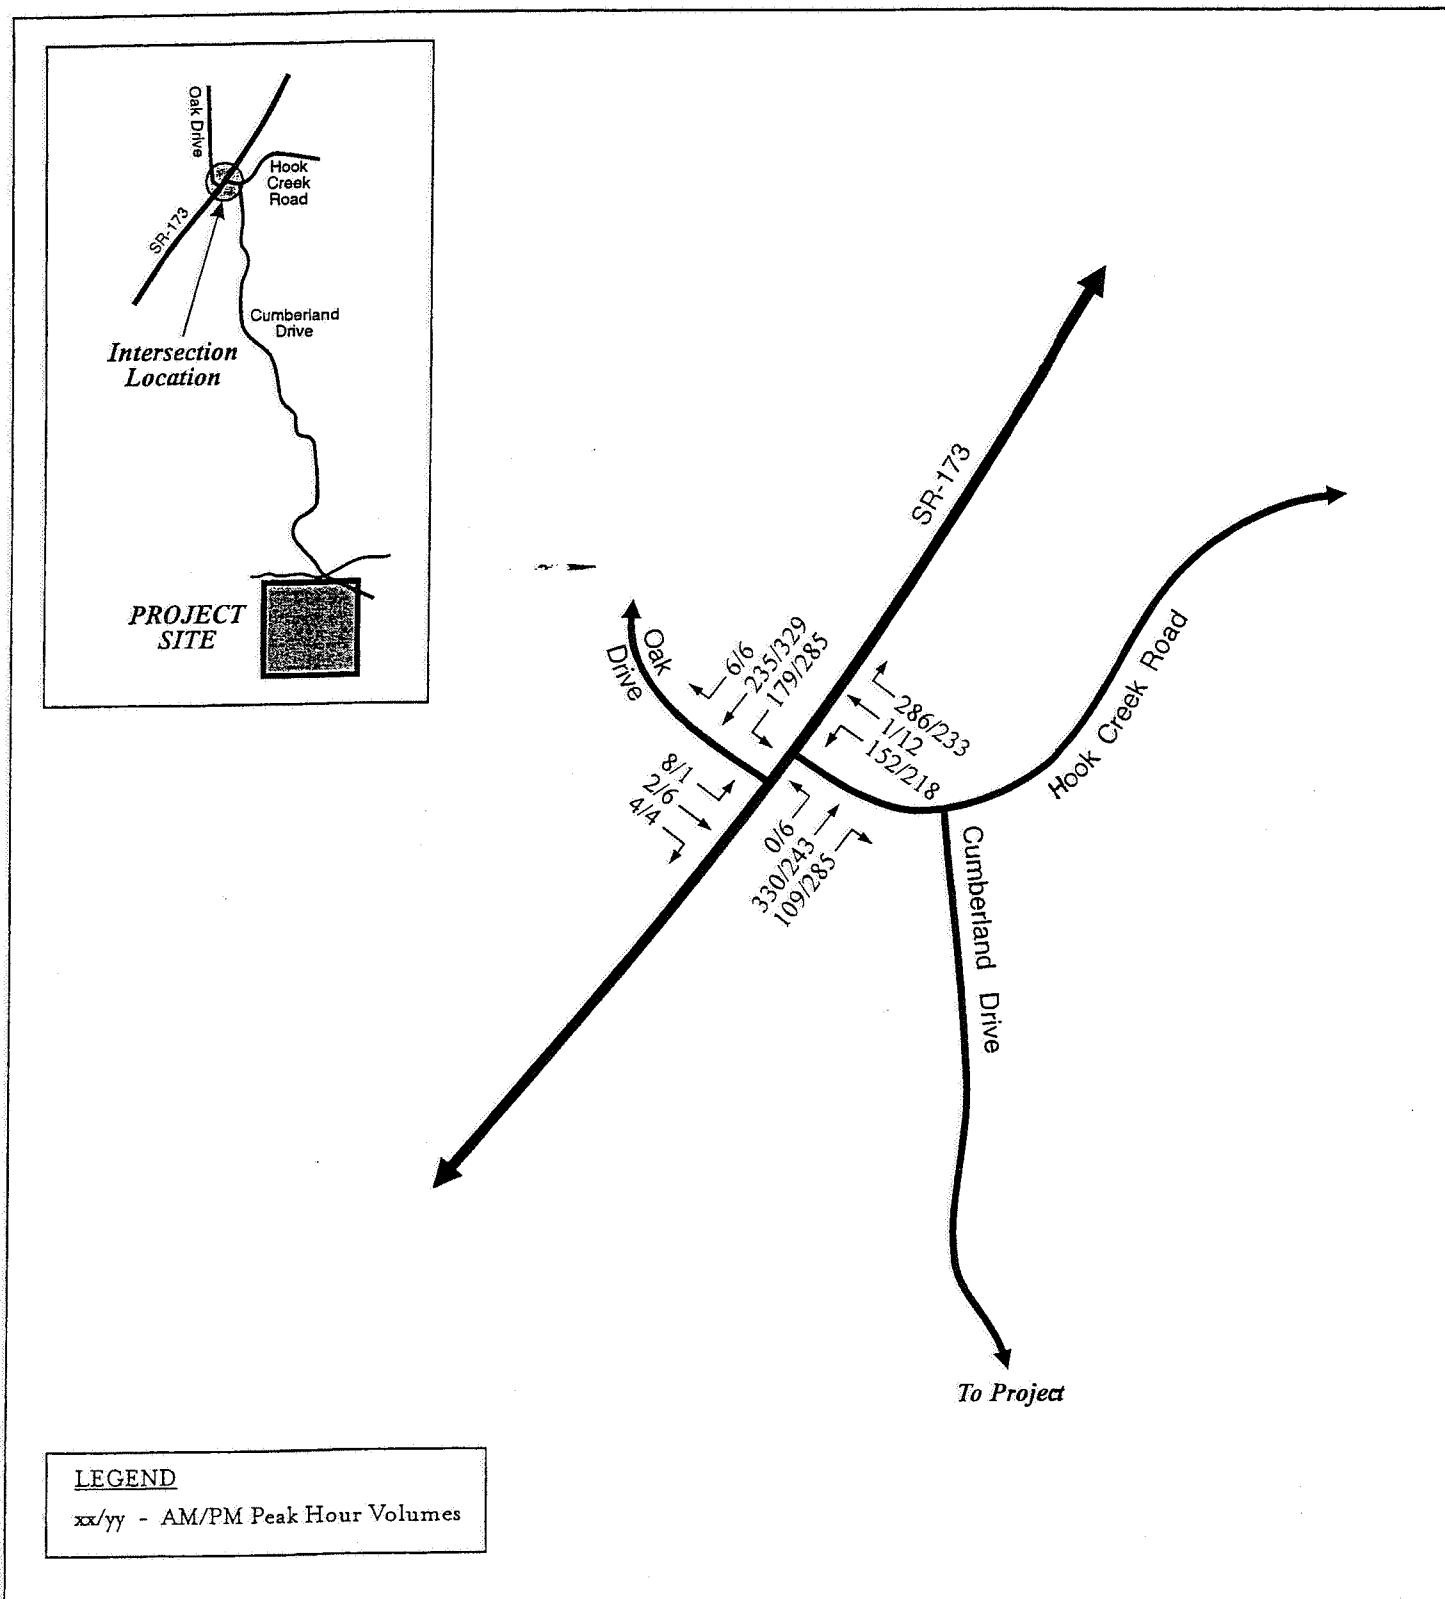 Oak Drive
Hook
Creek
Road
SR-173
Cumberland
Drive
Intersection
Location
PROJECT
SITE
SR-173
Oak
Drive
6/6
235/329
179/285
286/233
1/12
152/218
Hook Creek Road
8/1
2/6
4/4
0/6
330/243
109/285
Cumberland Drive
To Project
LEGEND
xx/yy - AM/PM Peak Hour Volumes